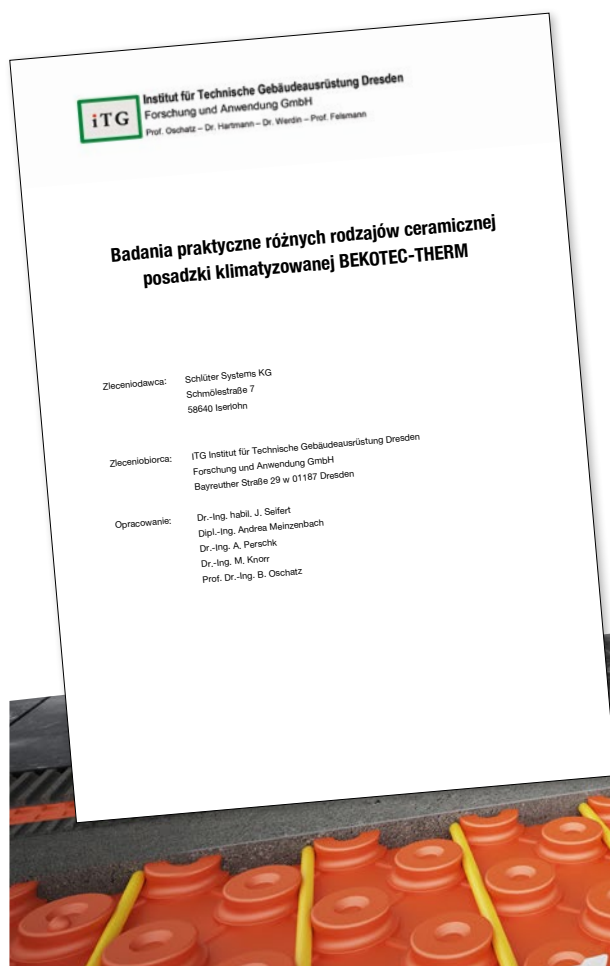 iTG
Institut für Technische Gebäudeausrüstung Dresden
Forschung und Anwendung GmbH
Prof. Oschatz – Dr. Hartmann – Dr. Werdin – Prof. Felsmann
Badania praktyczne różnych rodzajów ceramicznej
posadzki klimatyzowanej BEKOTEC-THERM
Zleceniodawca: Schlüter Systems KG
Schmölestraße 7
58640 Iserlohn
Zleceniobiorca: ITG Institut für Technische Gebäudeausrüstung Dresden
Forschung und Anwendung GmbH
Bayreuther Straße 29 w 01187 Dresden
Opracowanie: Dr.-Ing. habil. J. Seifert
Dipl.-Ing. Andrea Meinzenbach
Dr.-Ing. A. Perschk
Dr.-Ing. M. Knorr
Prof. Dr.-Ing. B. Oschatz